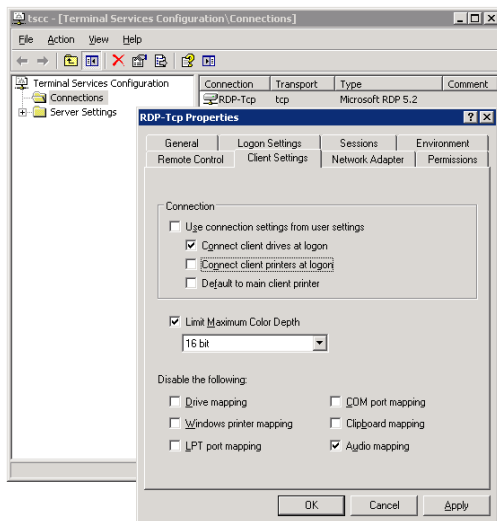 tscc - [Terminal Services Configuration\Connections]
File Action View Help
Terminal Services Configuration
Connections
Server Settings
Connection Transport Type Comment
RDP-Tcp tcp Microsoft RDP 5.2
RDP-Tcp Properties
General Logon Settings Sessions Environment
Remote Control Client Settings Network Adapter Permissions
Connection
Use connection settings from user settings
Connect client drives at logon
Connect client printers at logon
Default to main client printer
Limit Maximum Color Depth
16 bit
Disable the following:
Drive mapping COM port mapping
Windows printer mapping Clipboard mapping
LPT port mapping Audio mapping
OK Cancel Apply